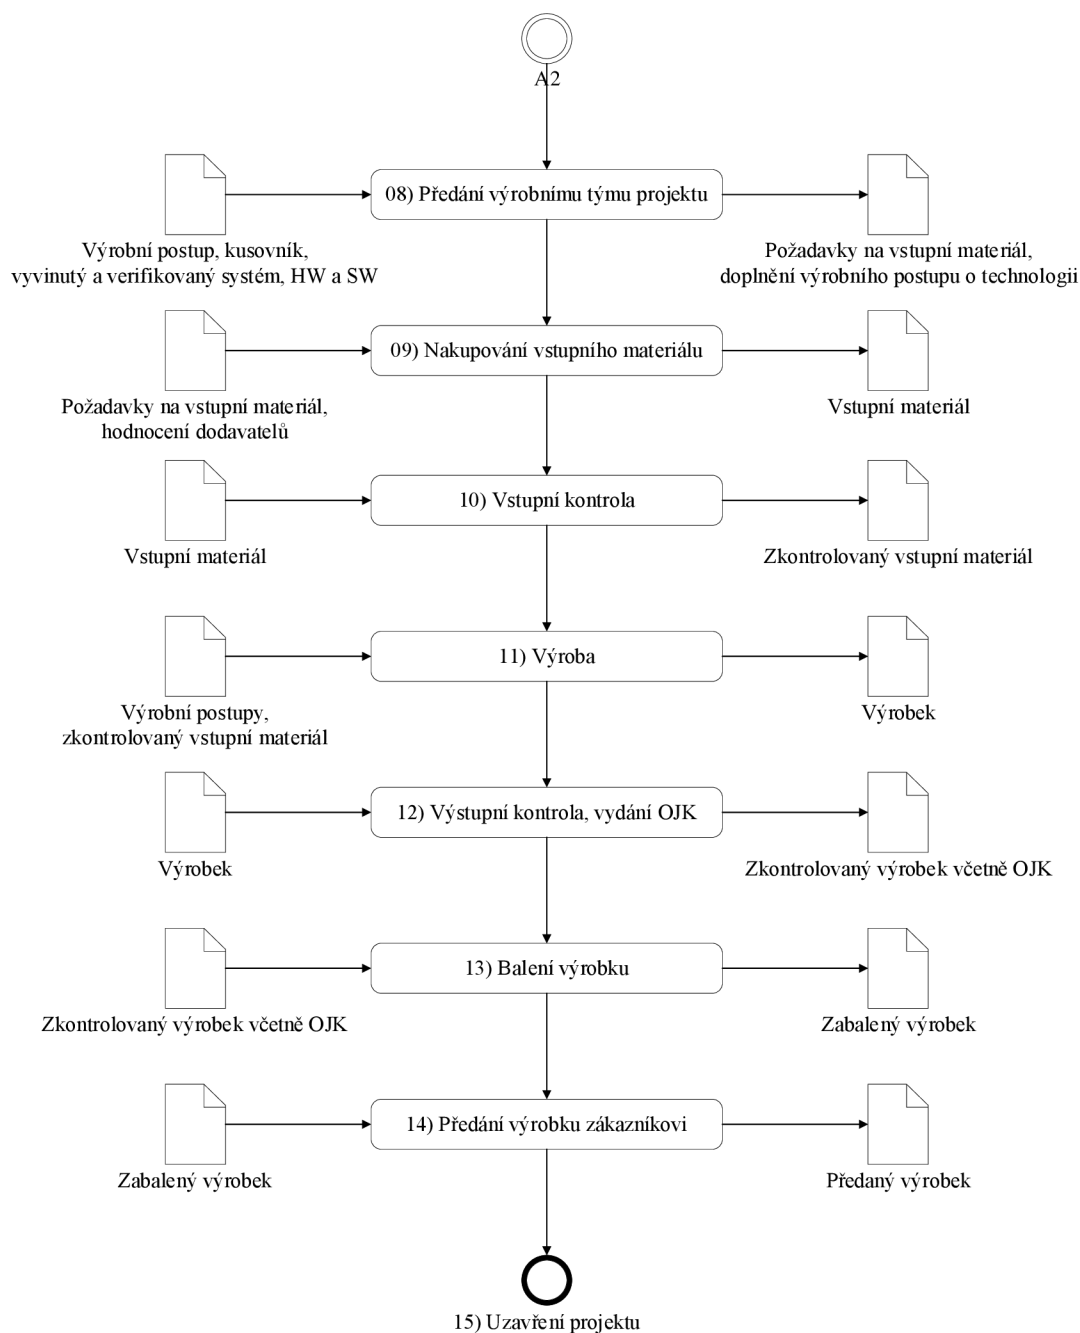 A2
08) Předání výrobnímu týmu projektu
Výrobní postup, kusovník,
vyvinutý a verifikovaný systém, HW a SW
Požadavky na vstupní materiál,
doplnění výrobního postupu o technologii
09) Nakupování vstupního materiálu
Požadavky na vstupní materiál,
hodnocení dodavatelů
Vstupní materiál
10) Vstupní kontrola
Vstupní materiál
Zkontrolovaný vstupní materiál
11) Výroba
Výrobní postupy,
zkontrolovaný vstupní materiál
Výrobek
12) Výstupní kontrola, vydání OJK
Výrobek
Zkontrolovaný výrobek včetně OJK
13) Balení výrobku
Zkontrolovaný výrobek včetně OJK
Zabalený výrobek
14) Předání výrobku zákazníkovi
Zabalený výrobek
Předaný výrobek
15) Uzavření projektu